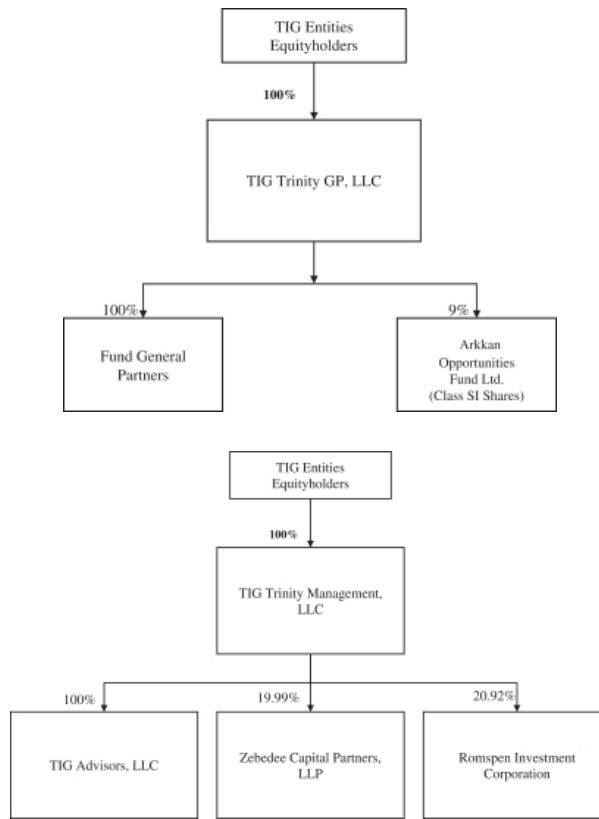 TIG Entities
Equityholders
100%
TIG Trinity GP, LLC
100%
9%
Fund General
Partners
Arkkan
Opportunities
Fund Ltd.
(Class SI Shares)
TIG Entities
Equityholders
100%
TIG Trinity Management,
LLC
100%
19.99%
20.92%
TIG Advisors, LLC
Zebedee Capital Partners,
LLP
Romspen Investment
Corporation